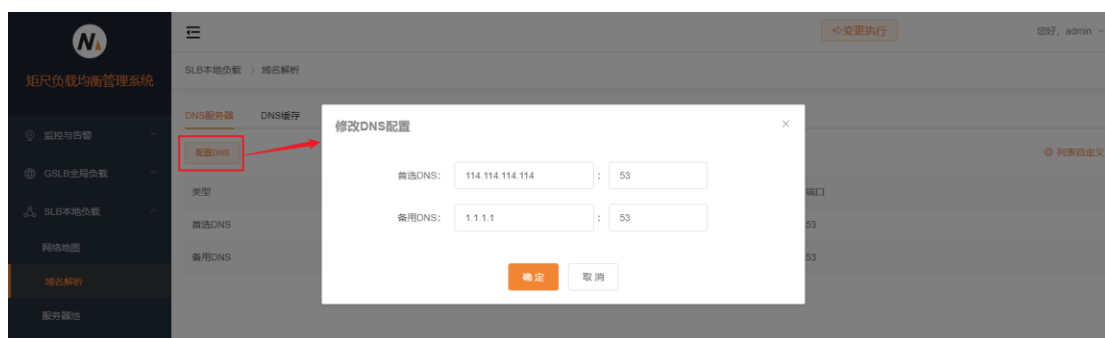 N
变更执行
您好，admin
矩尺负载均衡管理系统
SLB本地负载 > 域名解析
DNS服务器 DNS缓存
监控与告警
配置DNS
列表自定义
GSLB全局负载
类型
端口
SLB本地负载
首选DNS
53
网络地图
备用DNS
53
域名解析
服务器池
修改DNS配置
首选DNS： 114.114.114.114 : 53
备用DNS： 1.1.1.1 : 53
确定 取消